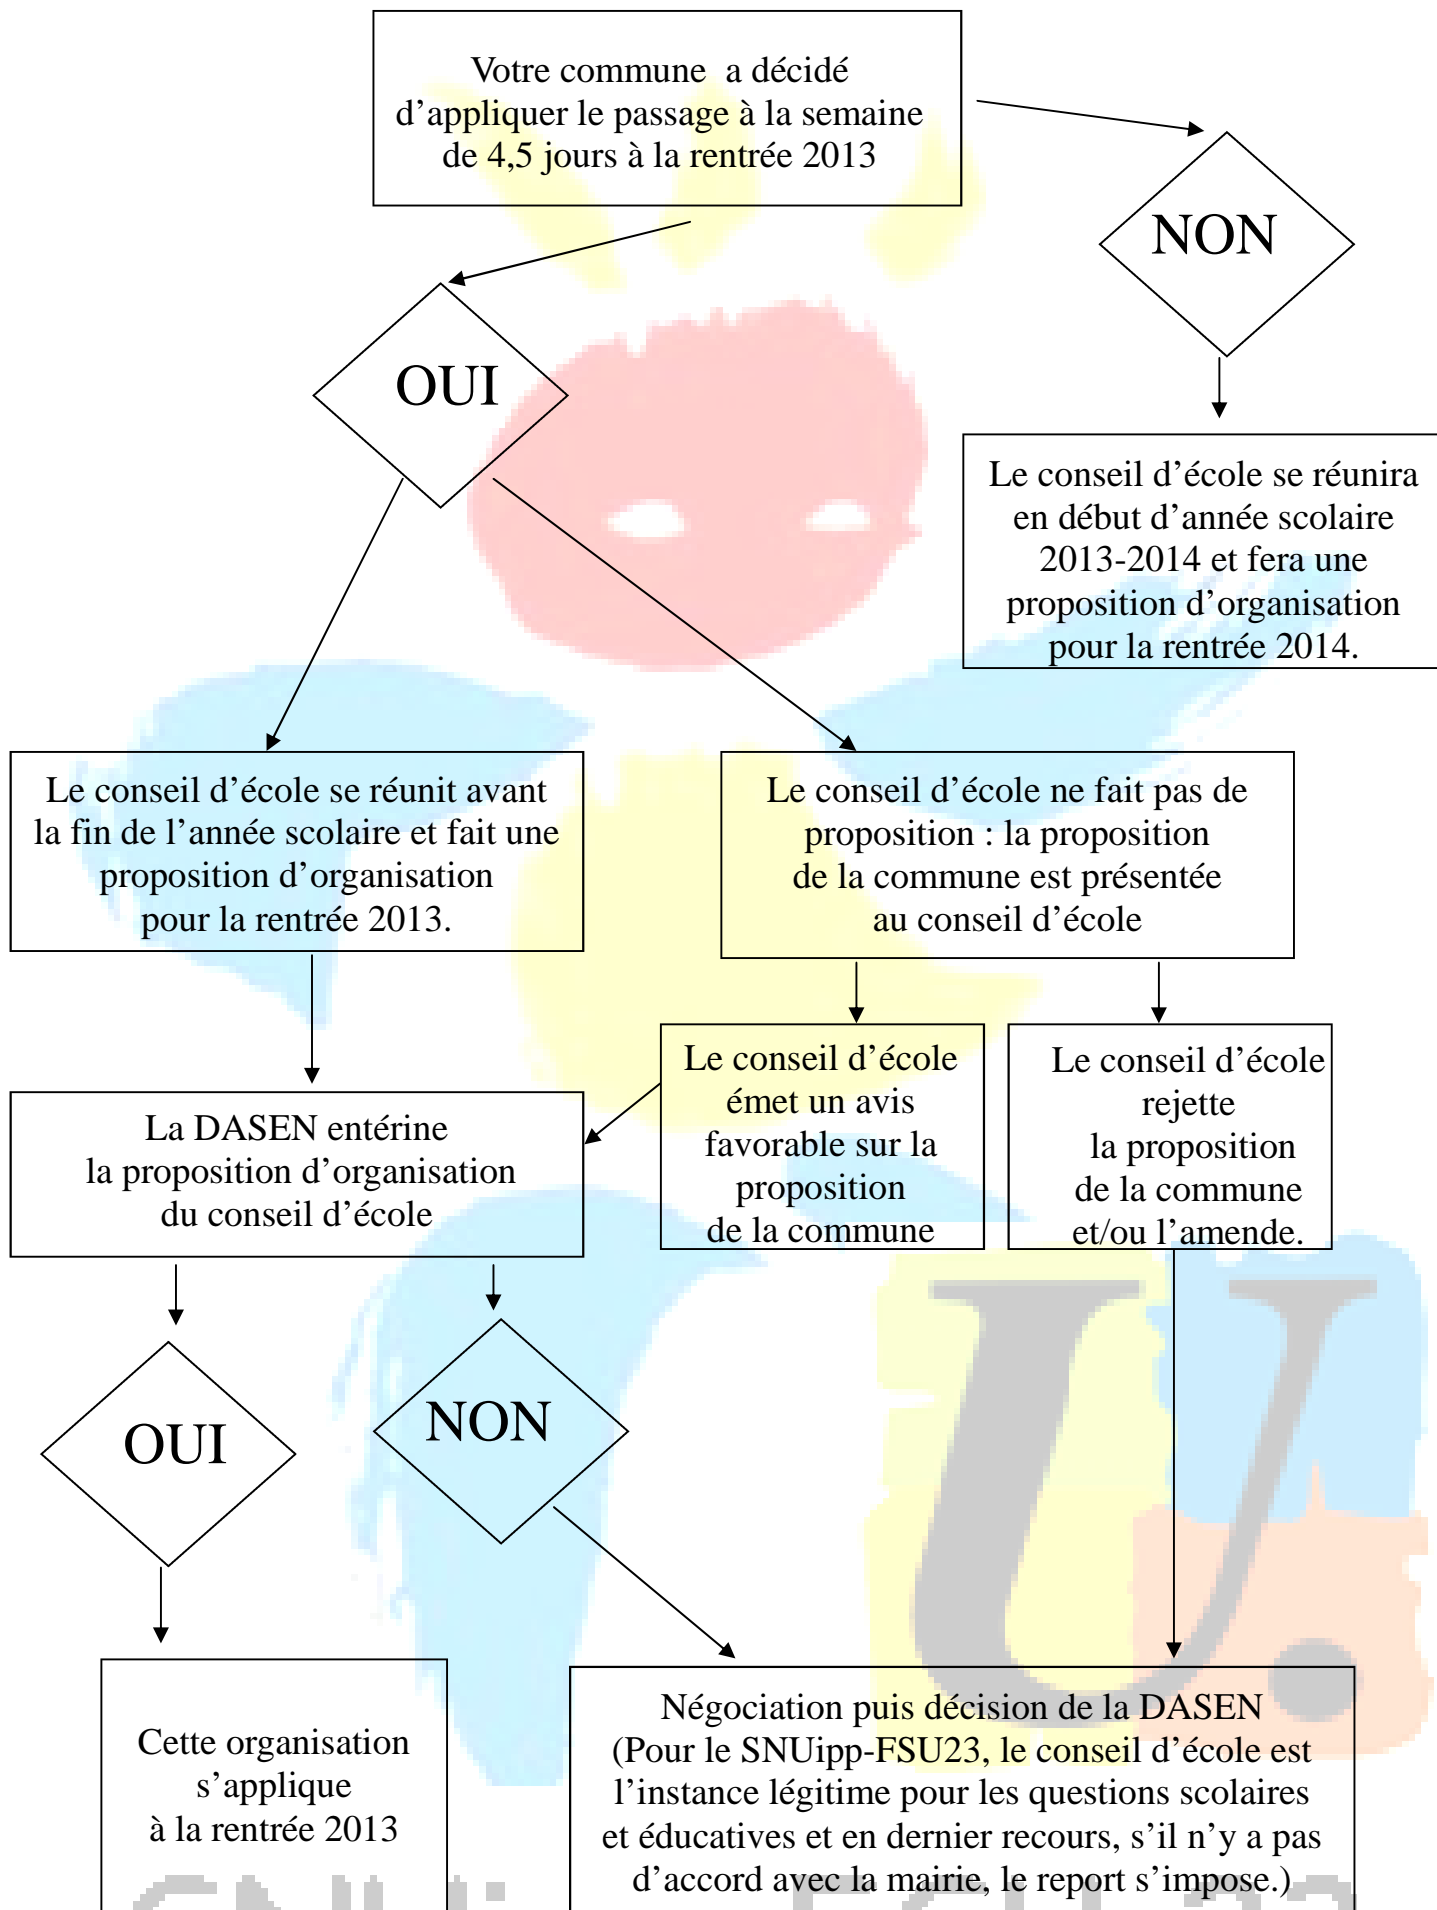 Votre commune a décidé
d'appliquer le passage à la semaine
de 4,5 jours à la rentrée 2013
NON
OUI
Le conseil d'école se réunira
en début d'année scolaire
2013-2014 et fera une
proposition d'organisation
pour la rentrée 2014.
Le conseil d'école se réunit avant
la fin de l'année scolaire et fait une
proposition d'organisation
pour la rentrée 2013.
Le conseil d'école ne fait pas de
proposition : la proposition
de la commune est présentée
au conseil d'école
Le conseil d'école
émet un avis
favorable sur la
proposition
de la commune
Le conseil d'école
rejette
la proposition
de la commune
et/ou l'amende.
La DASEN entérine
la proposition d'organisation
du conseil d'école
OUI
NON
U.
Cette organisation
s'applique
à la rentrée 2013
Négociation puis décision de la DASEN
(Pour le SNUipp-FSU23, le conseil d'école est
l'instance légitime pour les questions scolaires
et éducatives et en dernier recours, s'il n'y a pas
d'accord avec la mairie, le report s'impose.)